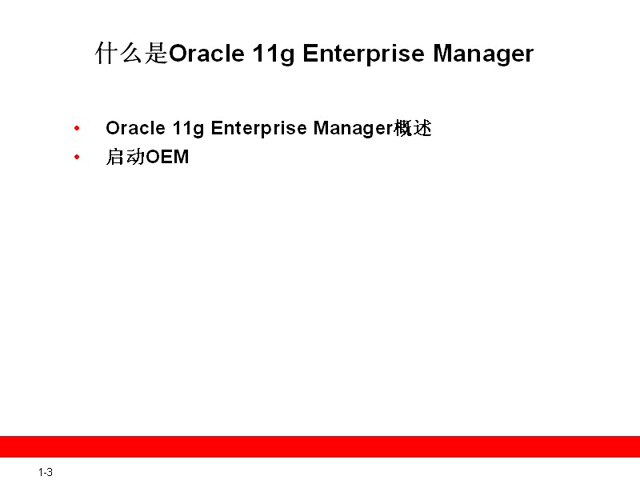 什么是Oracle 11g Enterprise Manager
• Oracle 11g Enterprise Manager概述
• 启动OEM
1-3